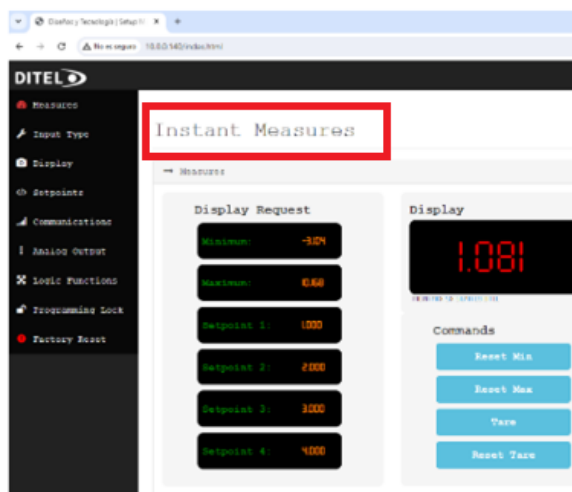 Diseños y Tecnología | Setup
No es seguro 10.0.0.140/index.html
DITEL
Measures
Input Type
Display
Setpoints
Communications
Analog Output
Logic Functions
Programming Lock
Factory Reset
Instant Measures
Measures
Display Request
Minimum: -3.104
Maximum: 10.168
Setpoint 1: 1.000
Setpoint 2: 2.000
Setpoint 3: 3.000
Setpoint 4: 4.000
Display
1.081
Commands
Reset Min
Reset Max
Tare
Reset Tare